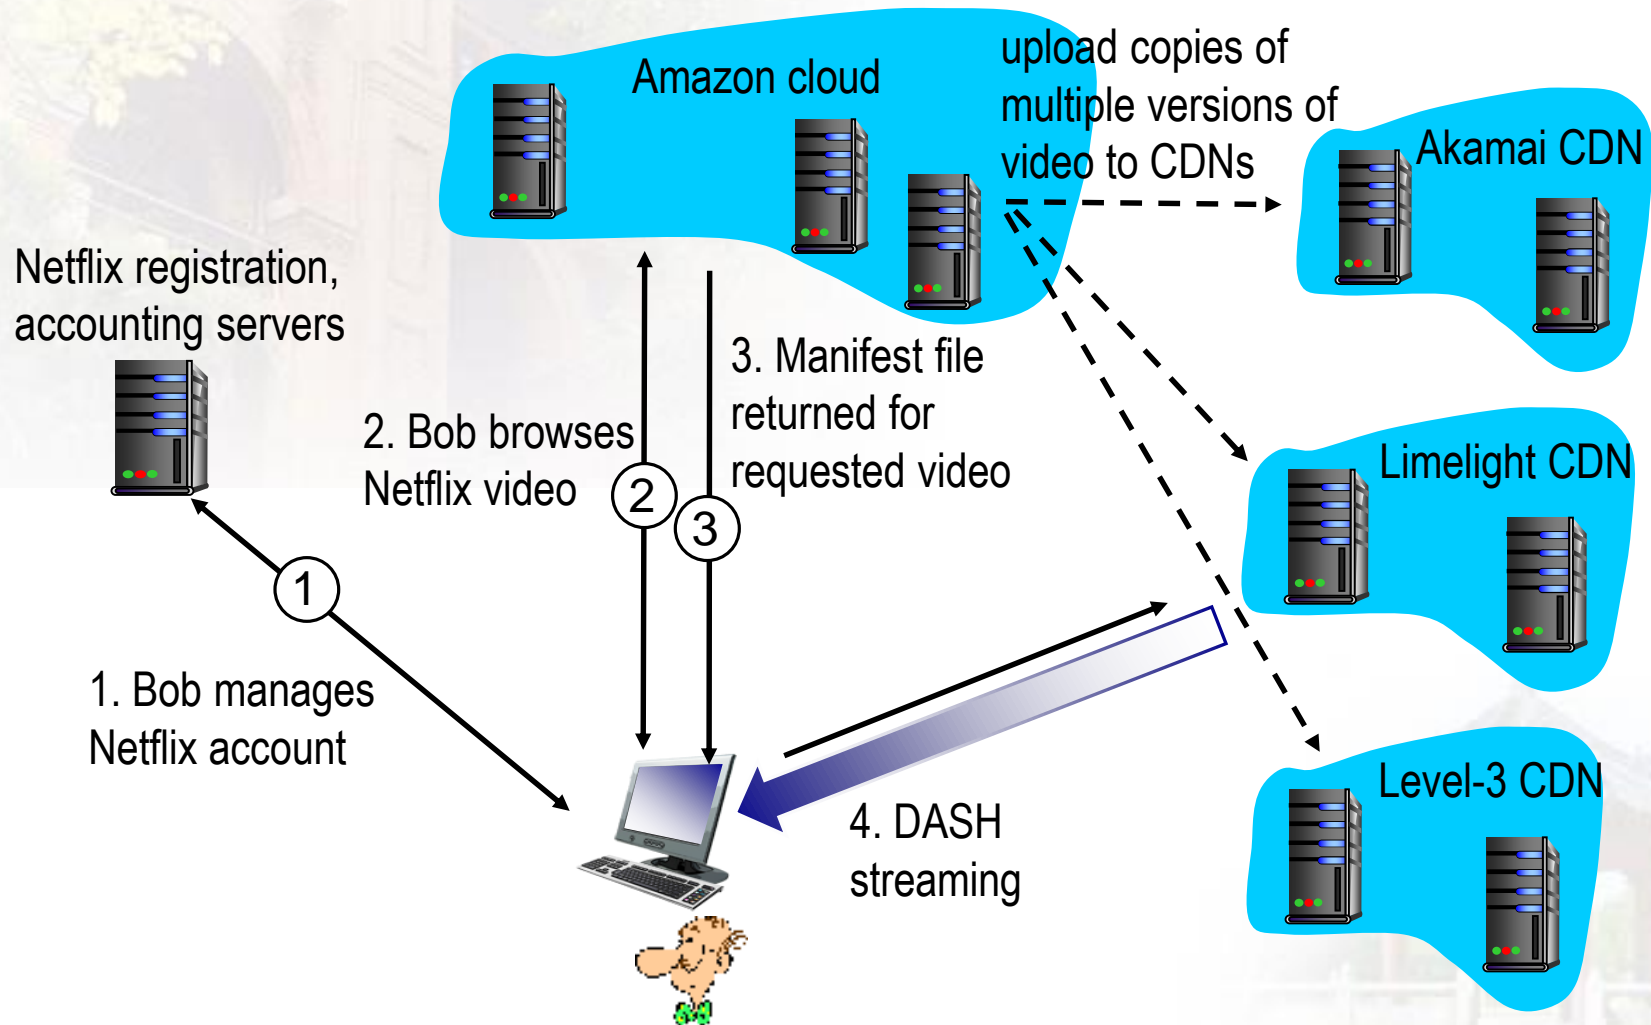 Amazon cloud
upload copies of
multiple versions of
video to CDNs
Akamai CDN
Netflix registration,
accounting servers
3. Manifest file
returned for
requested video
2. Bob browses
Netflix video
2
3
Limelight CDN
1
1. Bob manages
Netflix account
Level-3 CDN
4. DASH
streaming